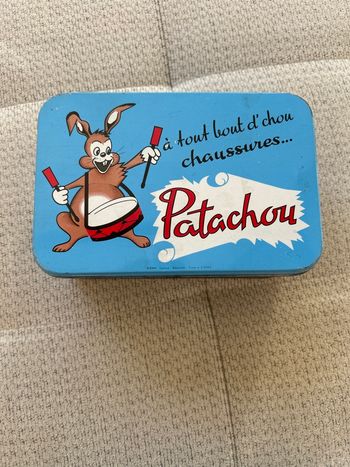 à tout bout d'chou
chaussures...
Patachou